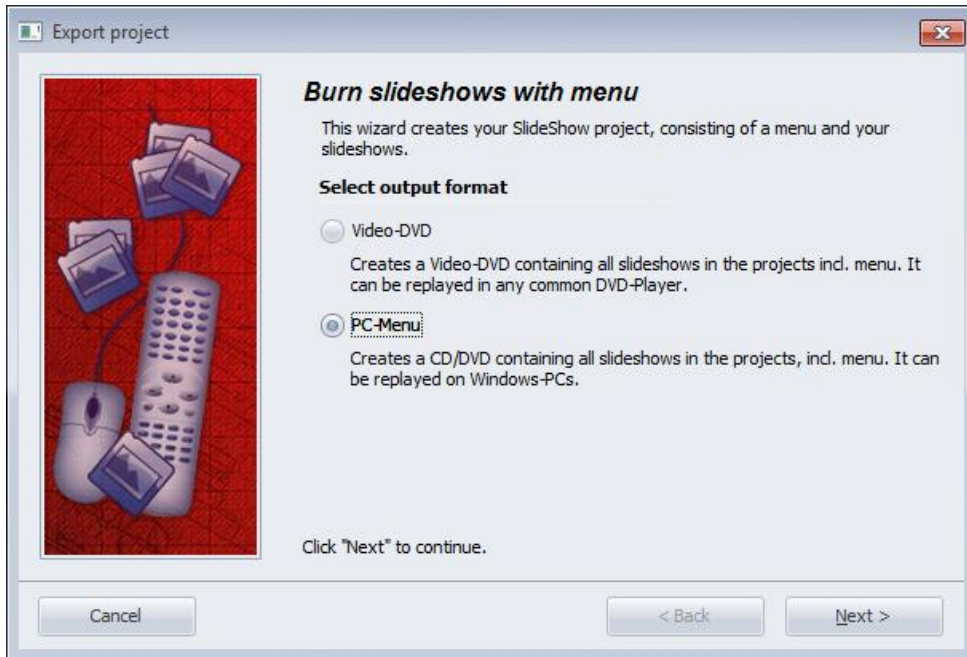 Export project
Burn slideshows with menu
This wizard creates your SlideShow project, consisting of a menu and your
slideshows.
Select output format
Video-DVD
Creates a Video-DVD containing all slideshows in the projects incl. menu. It
can be replayed in any common DVD-Player.
PC-Menu
Creates a CD/DVD containing all slideshows in the projects, incl. menu. It can
be replayed on Windows-PCs.
Click "Next" to continue.
Cancel
< Back
Next >